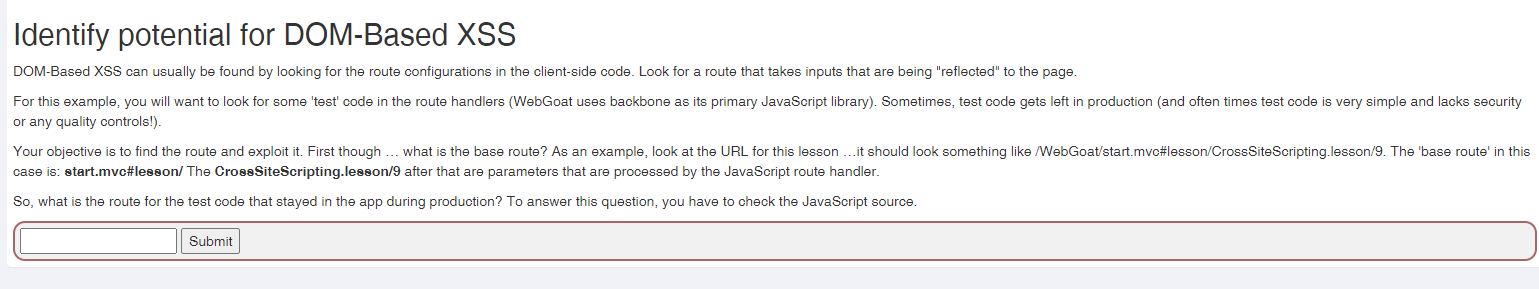 Identify potential for DOM-Based XSS
DOM-Based XSS can usually be found by looking for the route configurations in the client-side code. Look for a route that takes inputs that are being "reflected" to the page.
For this example, you will want to look for some 'test' code in the route handlers (WebGoat uses backbone as its primary JavaScript library). Sometimes, test code gets left in production (and often times test code is very simple and lacks security
or any quality controls!).
Your objective is to find the route and exploit it. First though … what is the base route? As an example, look at the URL for this lesson …it should look something like /WebGoat/start.mvc#lesson/CrossSiteScripting.lesson/9. The 'base route' in this
case is: start.mvc#lesson/ The CrossSiteScripting.lesson/9 after that are parameters that are processed by the JavaScript route handler.
So, what is the route for the test code that stayed in the app during production? To answer this question, you have to check the JavaScript source.
Submit